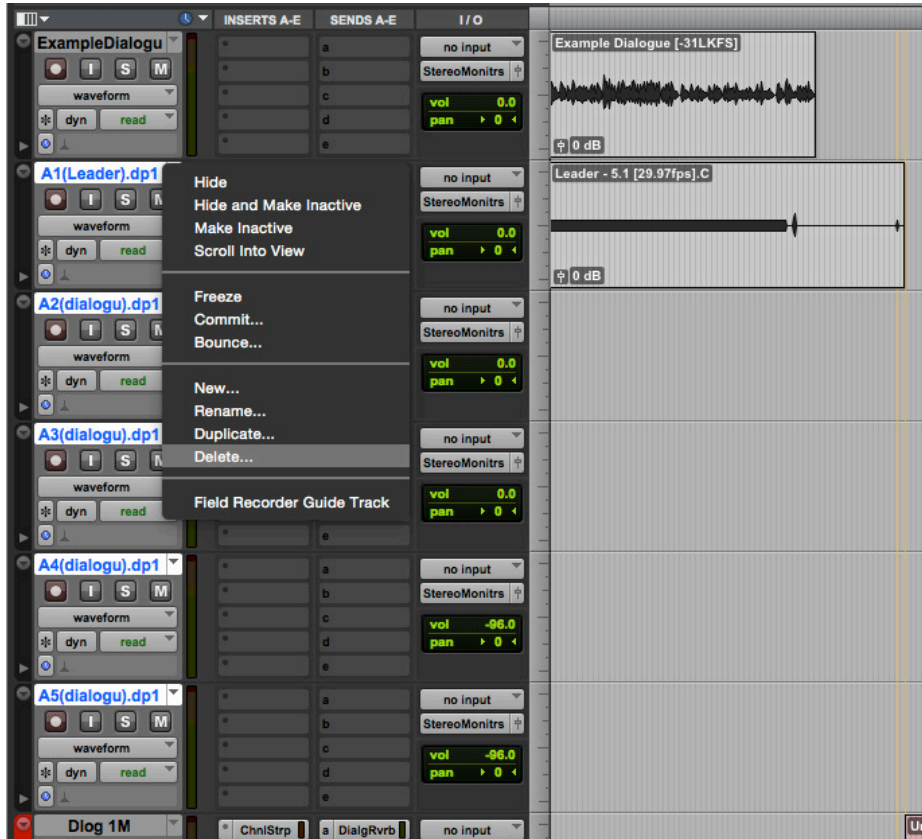 INSERTS A-E SENDS A-E I / O
ExampleDialogu
I S M
waveform
dyn read
a
b
c
d
e
no input
StereoMonitrs
vol 0.0
pan 0
Example Dialogue [-31LKFS]
0 dB
A1(Leader).dp1
I S
waveform
dyn read
no input
StereoMonitrs
vol 0.0
pan 0
Leader - 5.1 [29.97fps].C
0 dB
Hide
Hide and Make Inactive
Make Inactive
Scroll Into View
Freeze
Commit...
Bounce...
New...
Rename...
Duplicate...
Delete...
Field Recorder Guide Track
A2(dialogu).dp1
I S
waveform
dyn read
no input
StereoMonitrs
vol 0.0
pan 0
A3(dialogu).dp1
I S
waveform
dyn read
e
no input
StereoMonitrs
vol 0.0
pan 0
A4(dialogu).dp1
I S M
waveform
dyn read
a
b
c
d
e
no input
StereoMonitrs
vol -96.0
pan 0
A5(dialogu).dp1
I S M
waveform
dyn read
a
b
c
d
e
no input
StereoMonitrs
vol -96.0
pan 0
Dlog 1M
ChnlStrp a DialgRvrb no input